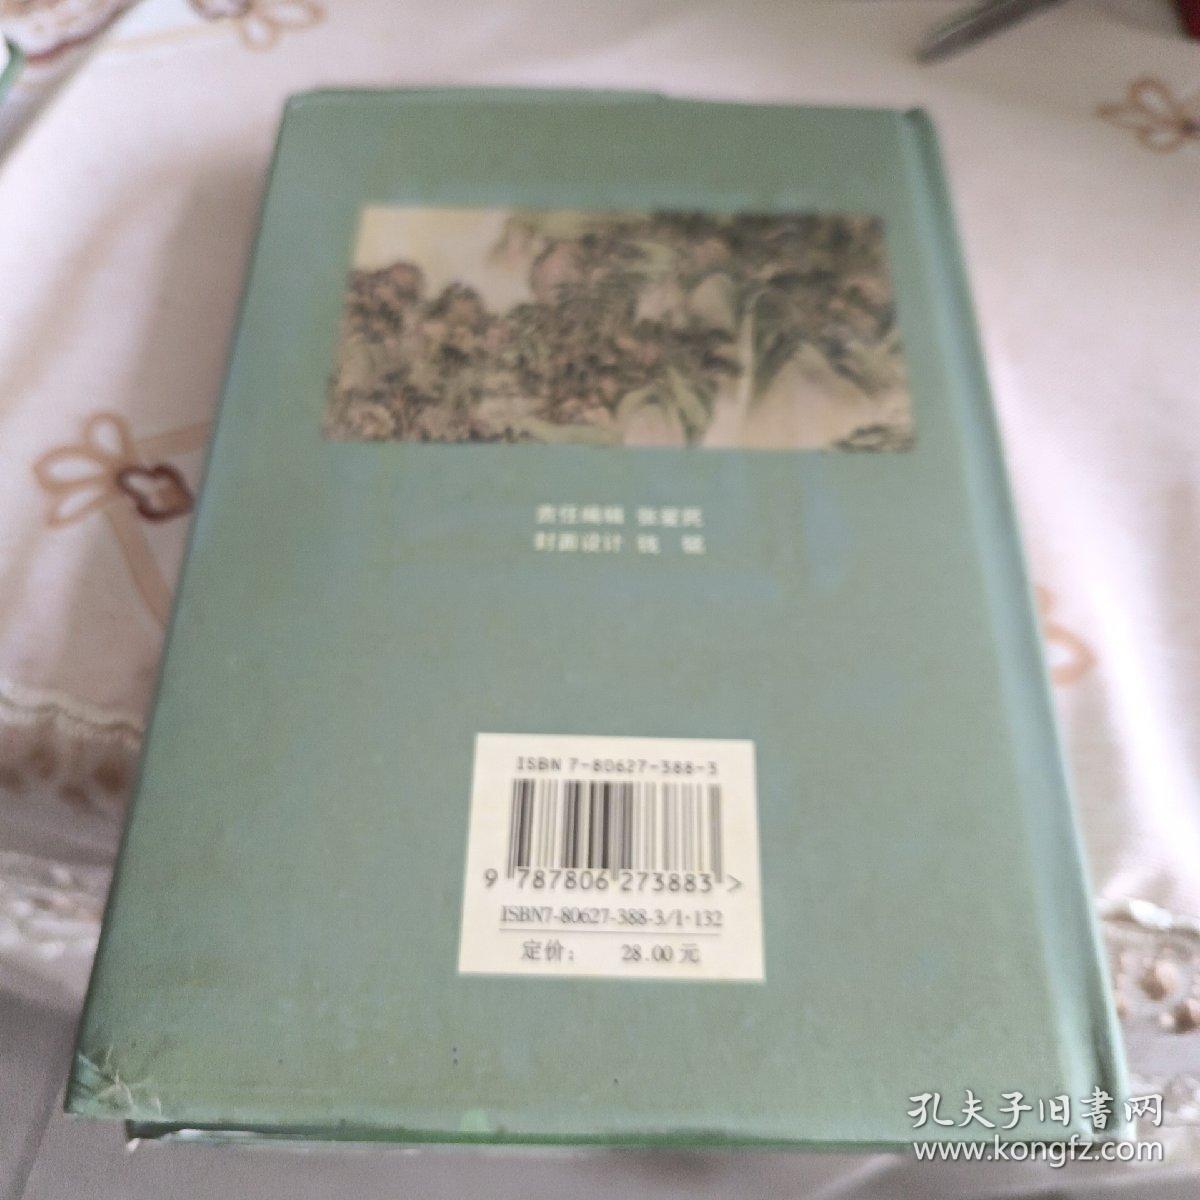 责任编辑 张爱民
封面设计 钱 铭
ISBN 7-80627-388-3
9 787806 273883 >
ISBN7-80627-388-3/I·132
定价: 28.00元
孔夫子旧書网
www.kongfz.com